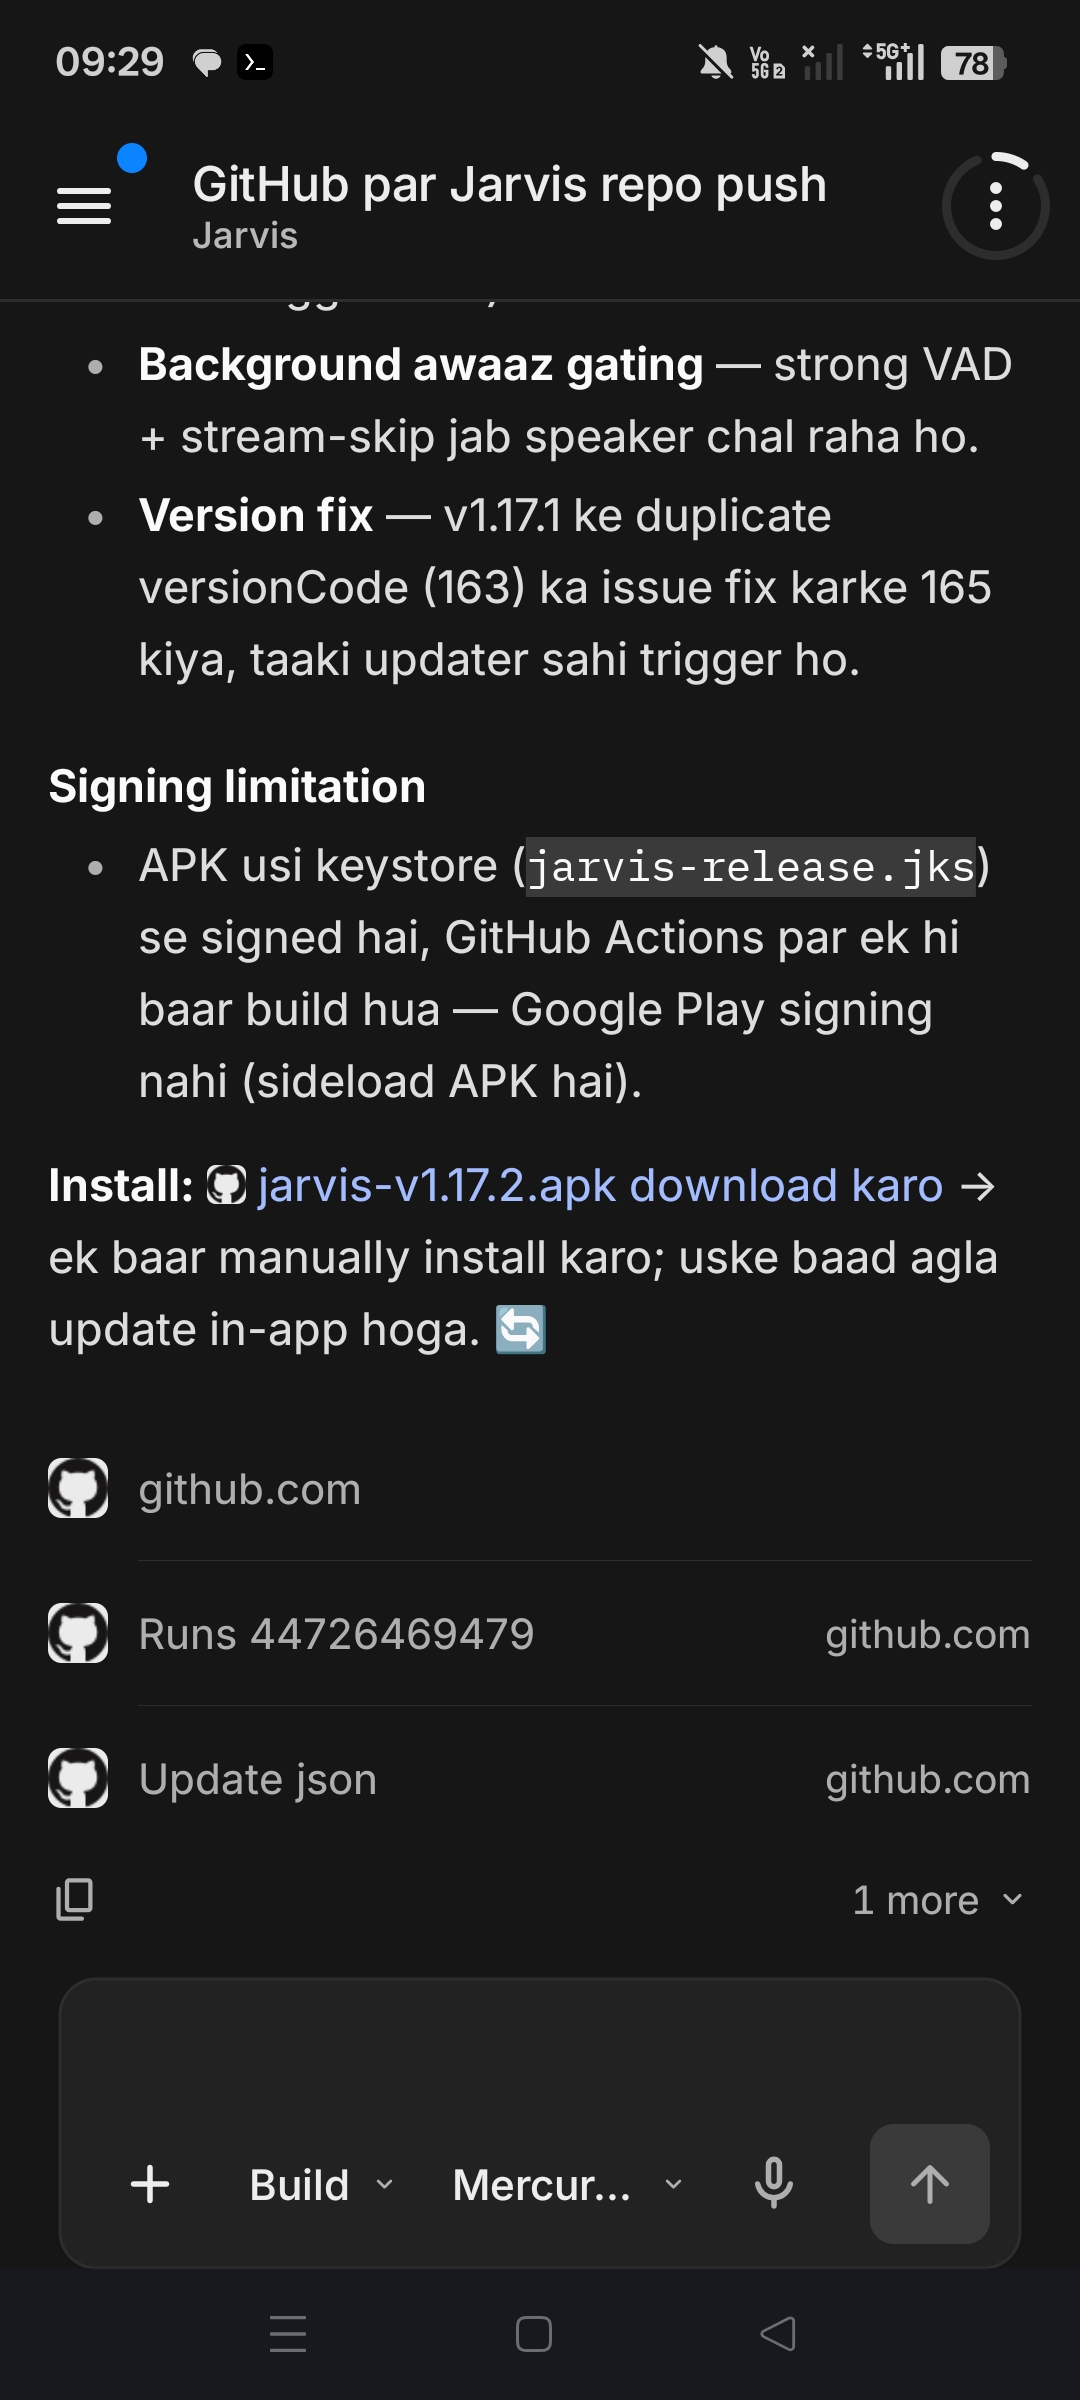 09:29
Vo
5G 2
5G+
78
GitHub par Jarvis repo push
Jarvis
Background awaaz gating — strong VAD
+ stream-skip jab speaker chal raha ho.
Version fix — v1.17.1 ke duplicate
versionCode (163) ka issue fix karke 165
kiya, taaki updater sahi trigger ho.
Signing limitation
APK usi keystore (jarvis-release.jks)
se signed hai, GitHub Actions par ek hi
baar build hua — Google Play signing
nahi (sideload APK hai).
Install: jarvis-v1.17.2.apk download karo →
ek baar manually install karo; uske baad agla
update in-app hoga. 🔄
github.com
Runs 44726469479 github.com
Update json github.com
1 more
Build Mercur...